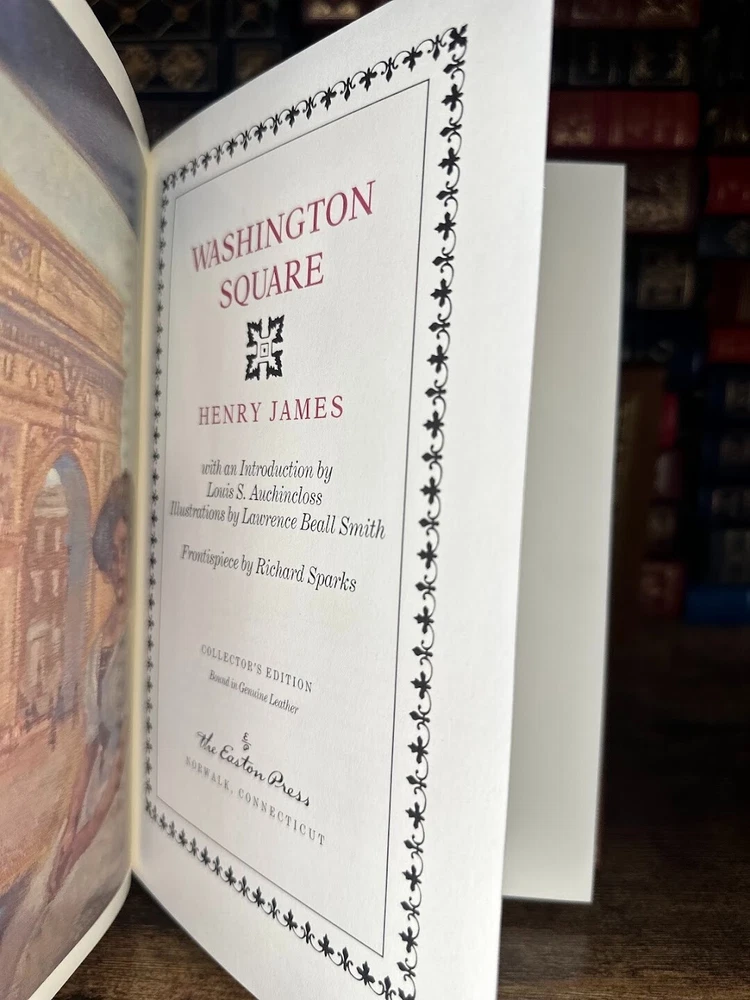 WASHINGTON
SQUARE
HENRY JAMES
with an Introduction by
Louis S. Auchincloss
Illustrations by Lawrence Beall Smith
Frontispiece by Richard Sparks
COLLECTOR'S EDITION
Bound in Genuine Leather
the Easton Press
NORWALK, CONNECTICUT